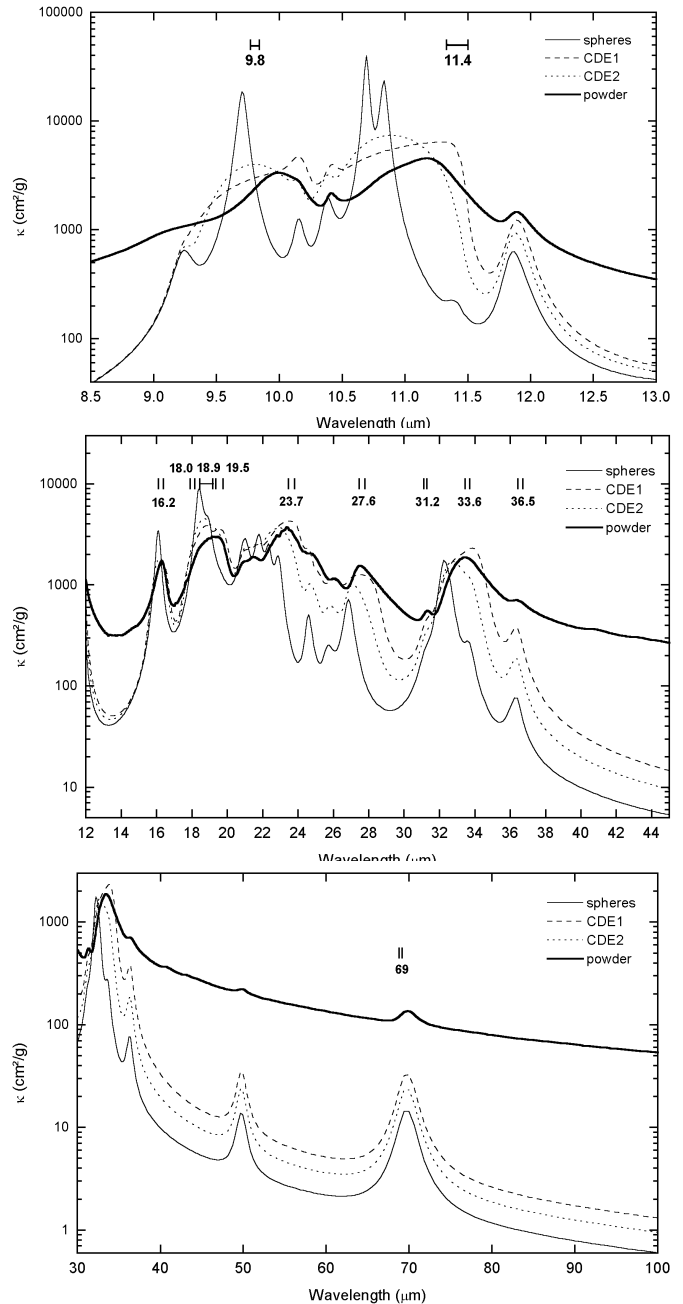 100000
10000
1000
100
κ (cm²/g)
9.8
11.4
spheres
CDE1
CDE2
powder
8.5 9.0 9.5 10.0 10.5 11.0 11.5 12.0 12.5 13.0
Wavelength (μm)
10000
1000
100
10
κ (cm²/g)
18.0 18.9 19.5
16.2 23.7 27.6 31.2 33.6 36.5
spheres
CDE1
CDE2
powder
12 14 16 18 20 22 24 26 28 30 32 34 36 38 40 42 44
Wavelength (μm)
1000
100
10
1
κ (cm²/g)
69
spheres
CDE1
CDE2
powder
30 40 50 60 70 80 90 100
Wavelength (μm)